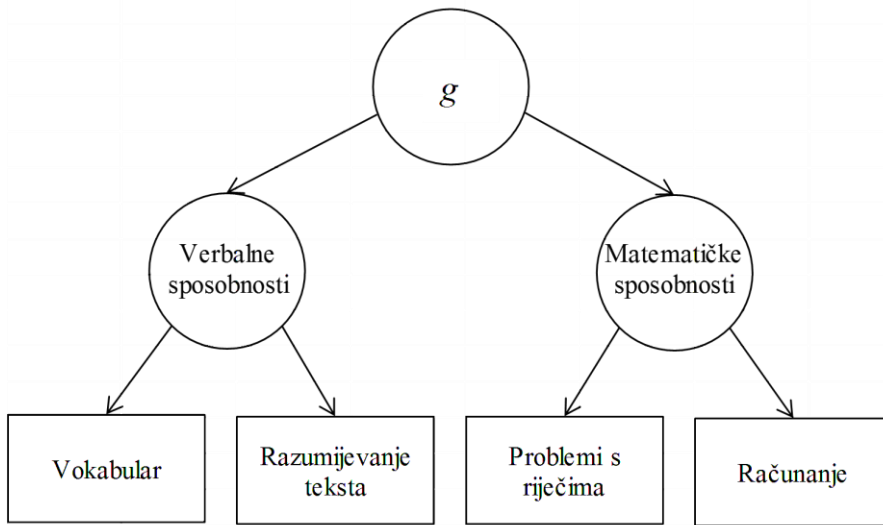 g
Verbalne
sposobnosti
Matematičke
sposobnosti
Vokabular
Razumijevanje
teksta
Problemi s
riječima
Računanje